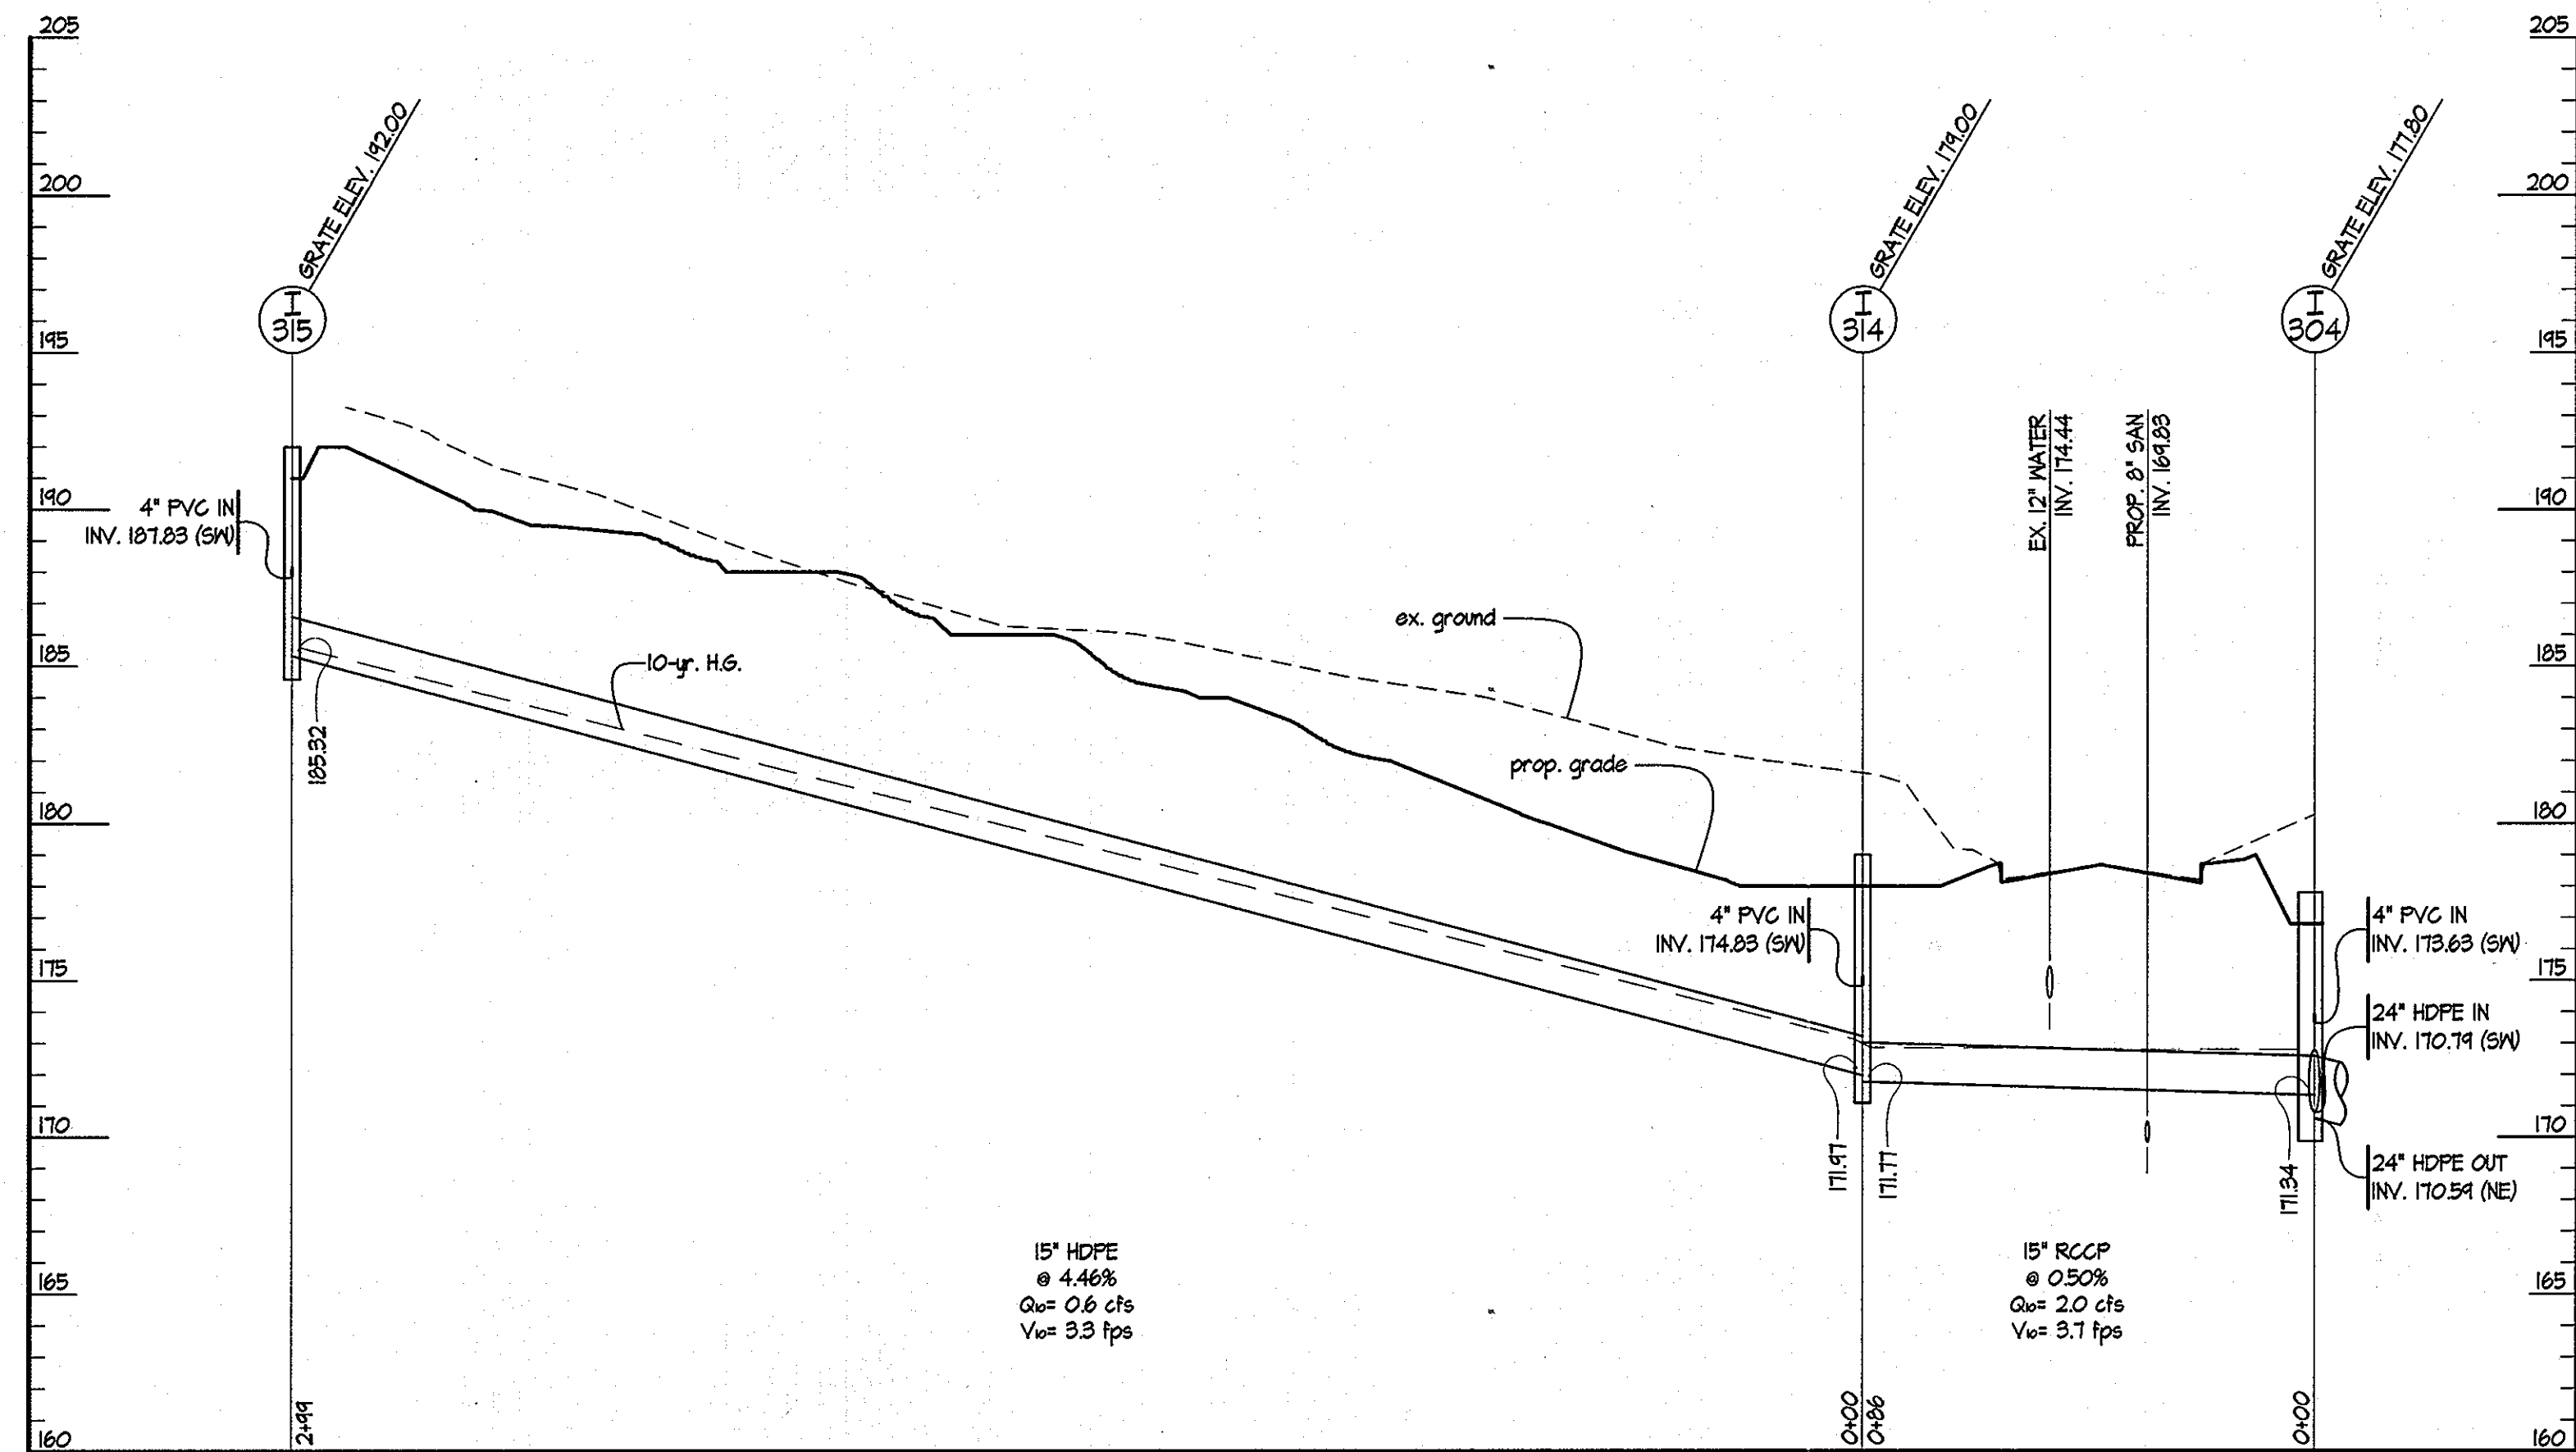 205
200
195
190
185
180
175
170
165
160
GRATE ELEV. 192.00
I
315
4" PVC IN
INV. 187.83 (SW)
185.32
10-yr. H.G.
ex. ground
prop. grade
15" HDPE
@ 4.46%
Q10= 0.6 cfs
V10= 3.3 fps
2+99
GRATE ELEV. 179.00
I
314
4" PVC IN
INV. 174.83 (SW)
171.97
171.77
0+00
0+86
EX. 12" WATER
INV. 174.44
PROP. 8" SAN
INV. 169.83
15" RCCP
@ 0.50%
Q10= 2.0 cfs
V10= 3.7 fps
GRATE ELEV. 177.80
I
304
4" PVC IN
INV. 173.63 (SW)
24" HDPE IN
INV. 170.79 (SW)
24" HDPE OUT
INV. 170.59 (NE)
171.34
0+00
205
200
195
190
185
180
175
170
165
160